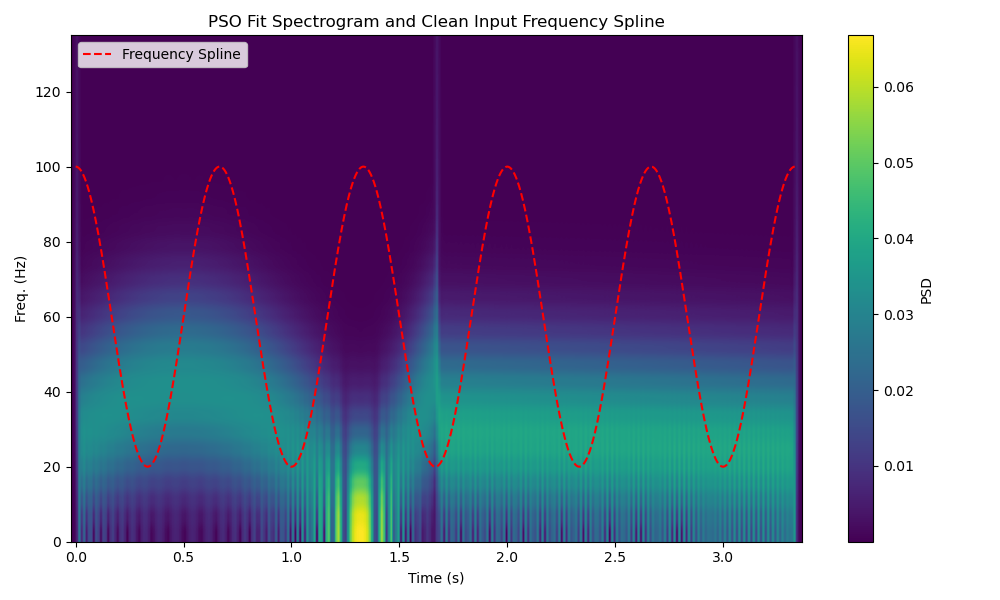 PSO Fit Spectrogram and Clean Input Frequency Spline
Frequency Spline
120
100
80
60
40
20
0
Freq. (Hz)
0.0 0.5 1.0 1.5 2.0 2.5 3.0
Time (s)
0.06
0.05
0.04
0.03
0.02
0.01
PSD